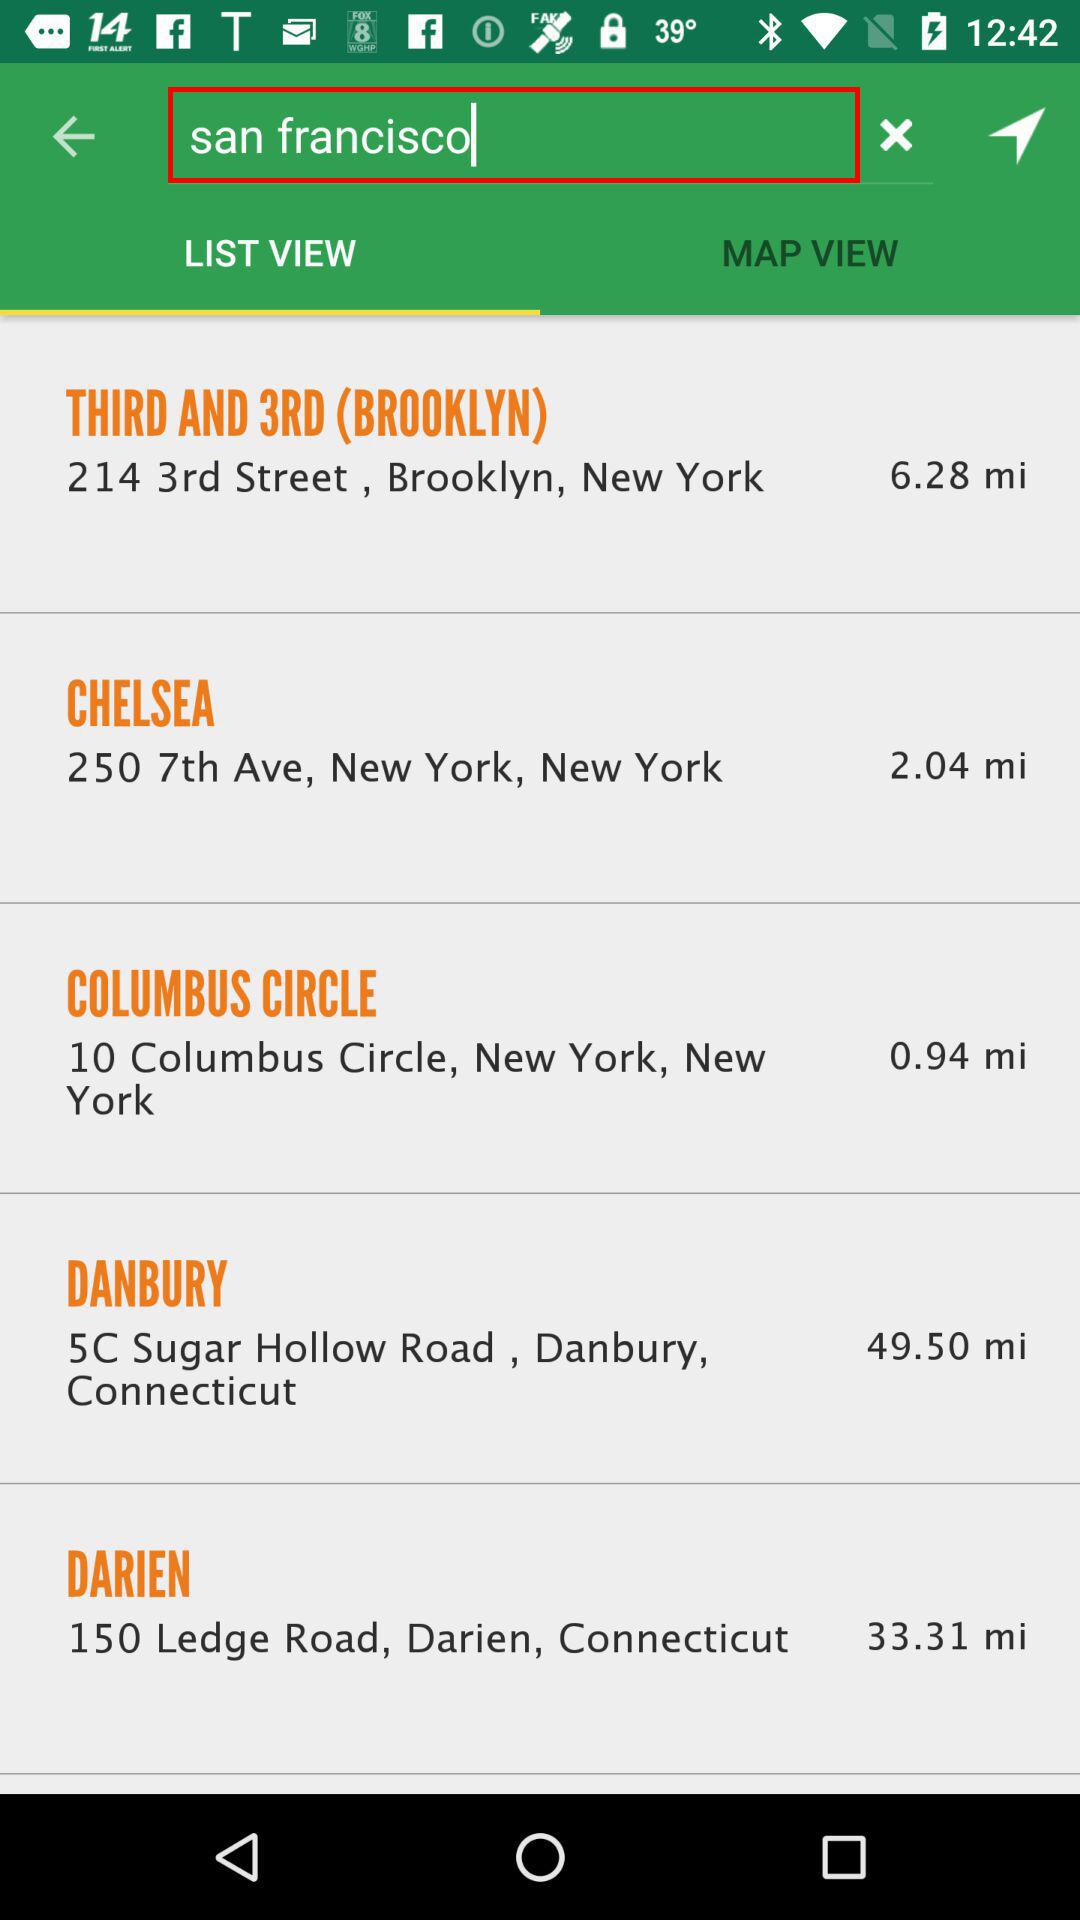 14 FIRST ALERT FOX 8 WGHP FAKE 39° 12:42
san francisco
LIST VIEW MAP VIEW
THIRD AND 3RD (BROOKLYN)
214 3rd Street , Brooklyn, New York 6.28 mi
CHELSEA
250 7th Ave, New York, New York 2.04 mi
COLUMBUS CIRCLE
10 Columbus Circle, New York, New 0.94 mi
York
DANBURY
5C Sugar Hollow Road , Danbury, 49.50 mi
Connecticut
DARIEN
150 Ledge Road, Darien, Connecticut 33.31 mi